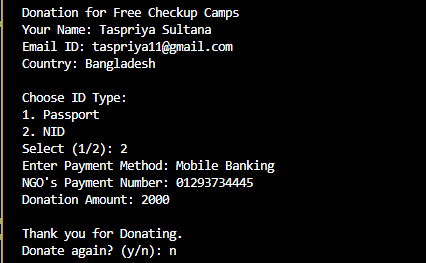 Donation for Free Checkup Camps
Your Name: Taspriya Sultana
Email ID: taspriya11@gmail.com
Country: Bangladesh
Choose ID Type:
1. Passport
2. NID
Select (1/2): 2
Enter Payment Method: Mobile Banking
NGO's Payment Number: 01293734445
Donation Amount: 2000
Thank you for Donating.
Donate again? (y/n): n